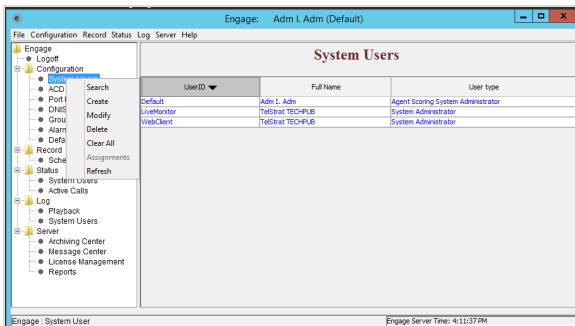 Engage: Adm I. Adm (Default)
File Configuration Record Status Log Server Help
Engage
Logoff
Configuration
System Users
ACD
Port
DNIS
Grou
Alarm
Defa
Record
Sche
Status
System Users
Active Calls
Log
Playback
System Users
Server
Archiving Center
Message Center
License Management
Reports
Search
Create
Modify
Delete
Clear All
Assignments
Refresh
System Users
UserID Full Name User type
Default Adm I. Adm Agent Scoring System Administrator
LiveMonitor TelStrat TECHPUB System Administrator
WebClient TelStrat TECHPUB System Administrator
Engage : System User Engage Server Time: 4:11:37 PM